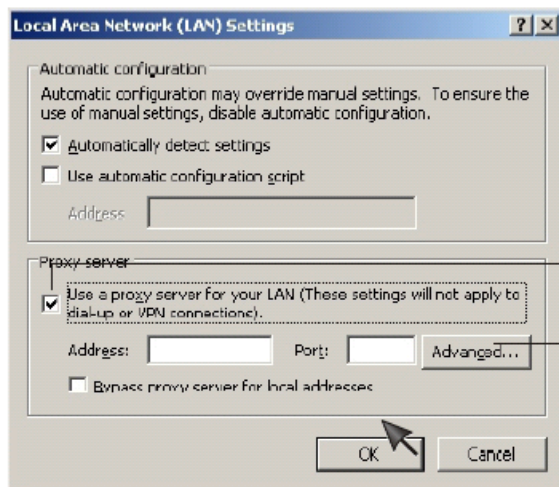 Local Area Network (LAN) Settings
Automatic configuration
Automatic configuration may override manual settings. To ensure the
use of manual settings, disable automatic configuration.
Automatically detect settings
Use automatic configuration script
Address
Proxy server
Use a proxy server for your LAN (These settings will not apply to
dial-up or VPN connections).
Address:
Port:
Advanced...
Bypass proxy server for local addresses
OK
Cancel